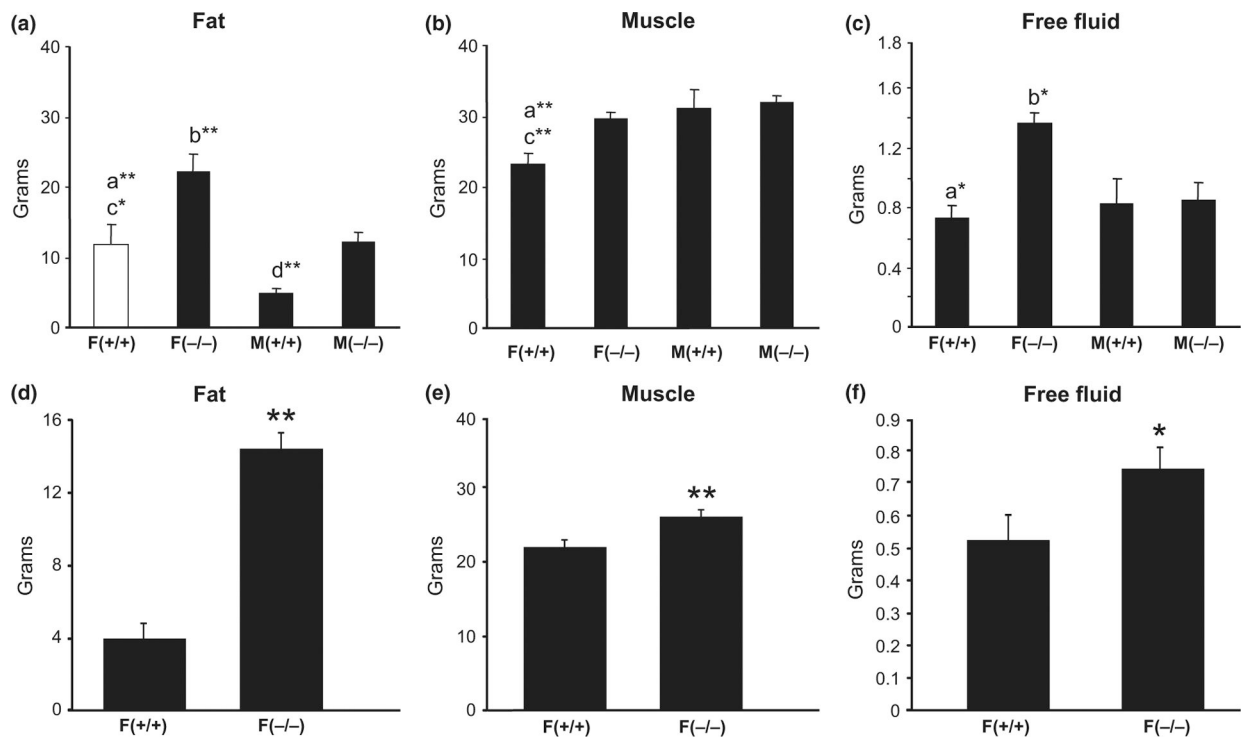 (a)
Fat
Grams
40
30
20
10
0
a**
c*
b**
d**
F(+/+)
F(–/–)
M(+/+)
M(–/–)
(b)
Muscle
Grams
40
30
20
10
0
a**
c**
F(+/+)
F(–/–)
M(+/+)
M(–/–)
(c)
Free fluid
Grams
1.8
1.6
1.2
0.8
0.4
0
a*
b*
F(+/+)
F(–/–)
M(+/+)
M(–/–)
(d)
Fat
Grams
16
12
8
4
0
**
F(+/+)
F(–/–)
(e)
Muscle
Grams
40
30
20
10
0
**
F(+/+)
F(–/–)
(f)
Free fluid
Grams
0.9
0.8
0.7
0.6
0.5
0.4
0.3
0.2
0.1
0
*
F(+/+)
F(–/–)